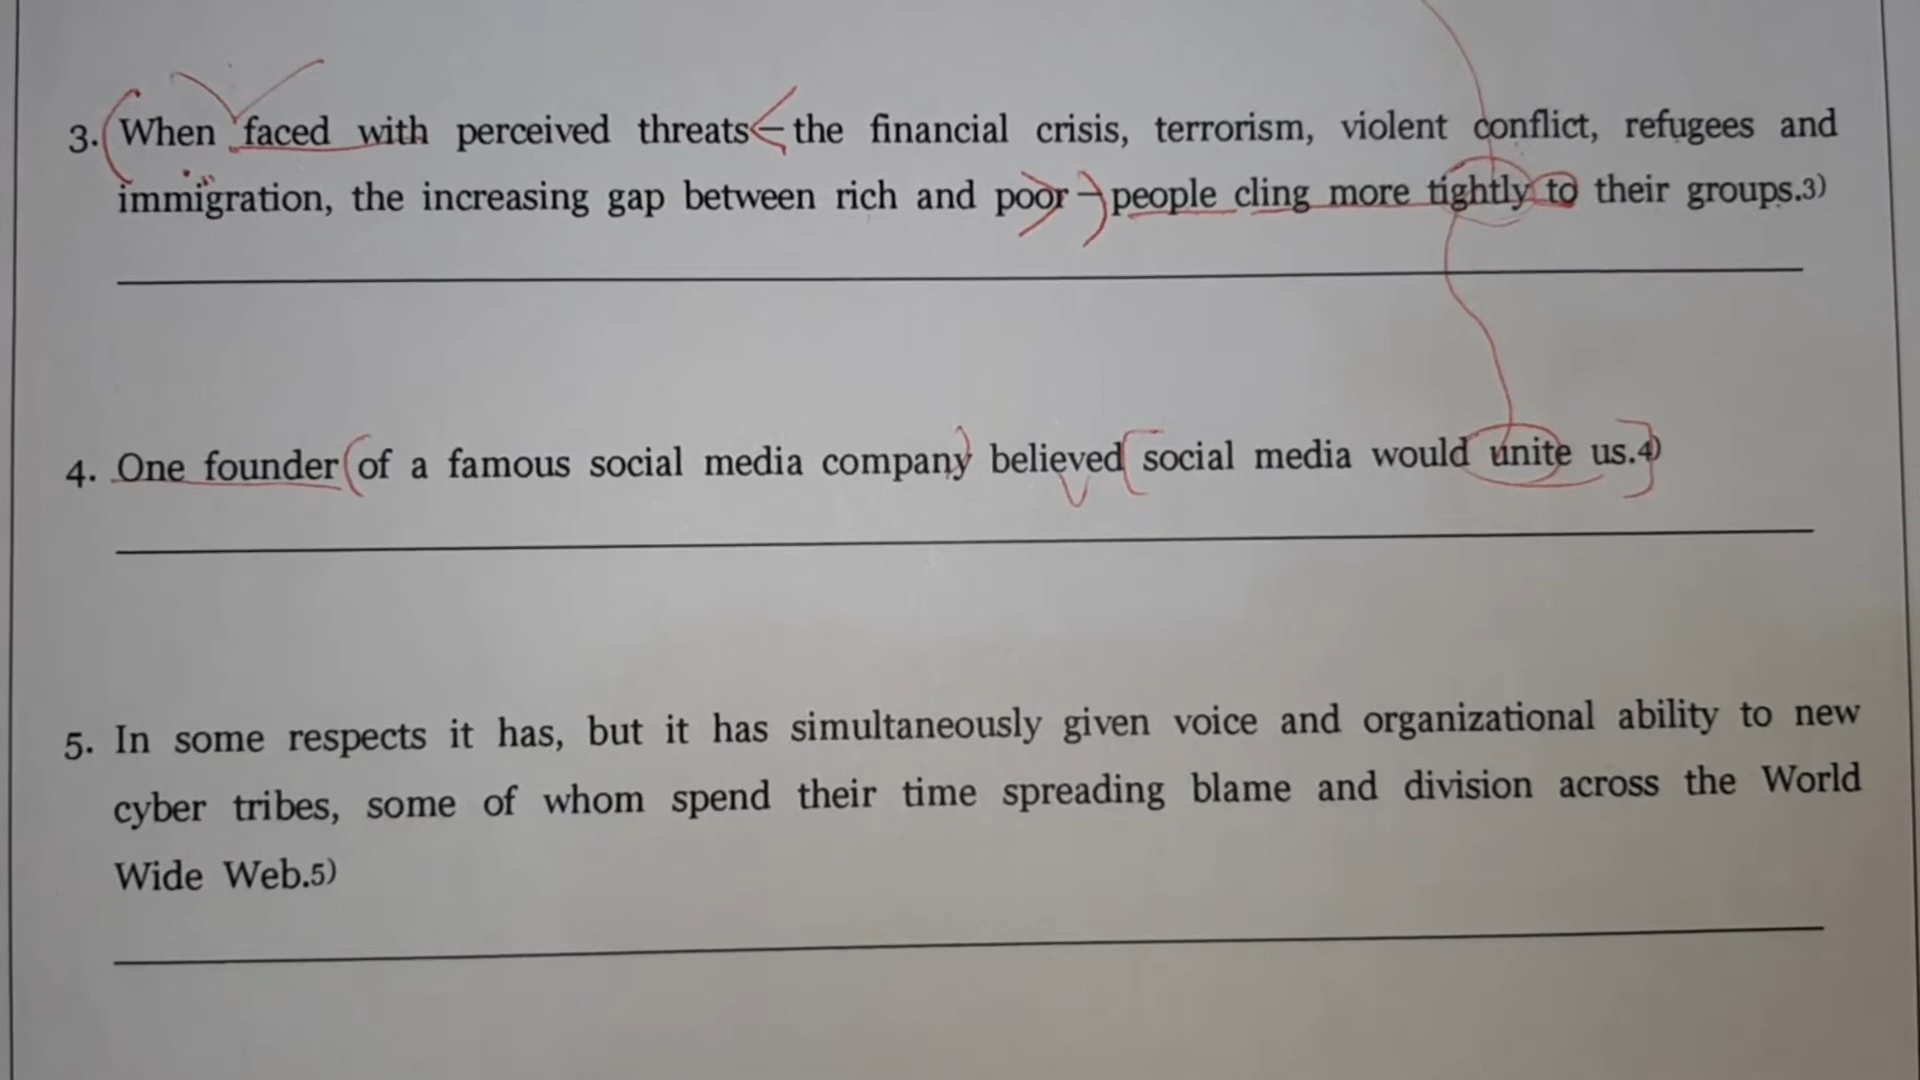 3. When faced with perceived threats – the financial crisis, terrorism, violent conflict, refugees and
immigration, the increasing gap between rich and poor – people cling more tightly to their groups.3)
4. One founder of a famous social media company believed social media would unite us.4)
5. In some respects it has, but it has simultaneously given voice and organizational ability to new
cyber tribes, some of whom spend their time spreading blame and division across the World
Wide Web.5)